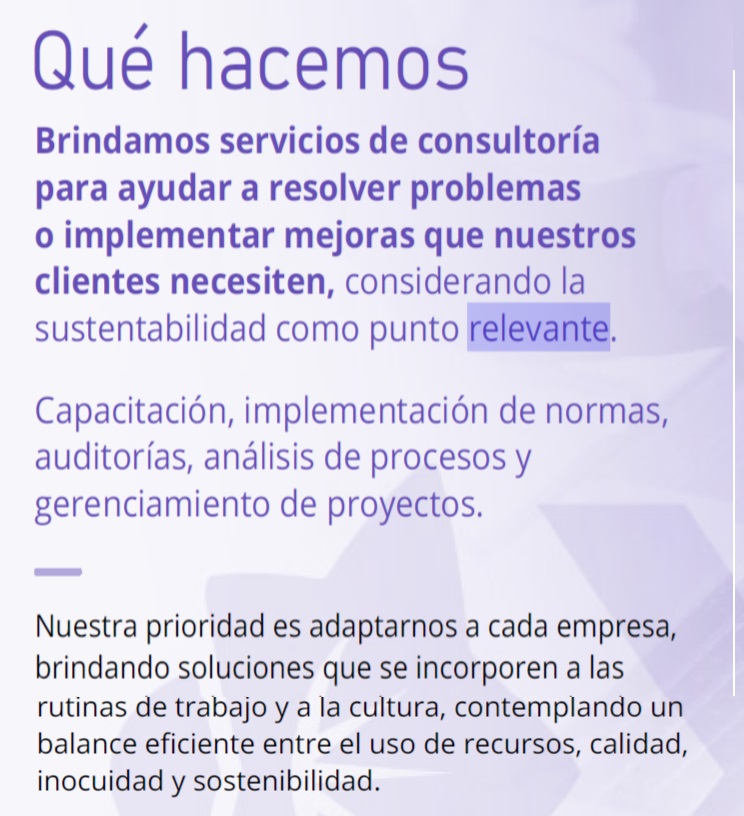 Qué hacemos
Brindamos servicios de consultoría
para ayudar a resolver problemas
o implementar mejoras que nuestros
clientes necesiten, considerando la
sustentabilidad como punto relevante.
Capacitación, implementación de normas,
auditorías, análisis de procesos y
gerenciamiento de proyectos.
Nuestra prioridad es adaptarnos a cada empresa,
brindando soluciones que se incorporen a las
rutinas de trabajo y a la cultura, contemplando un
balance eficiente entre el uso de recursos, calidad,
inocuidad y sostenibilidad.